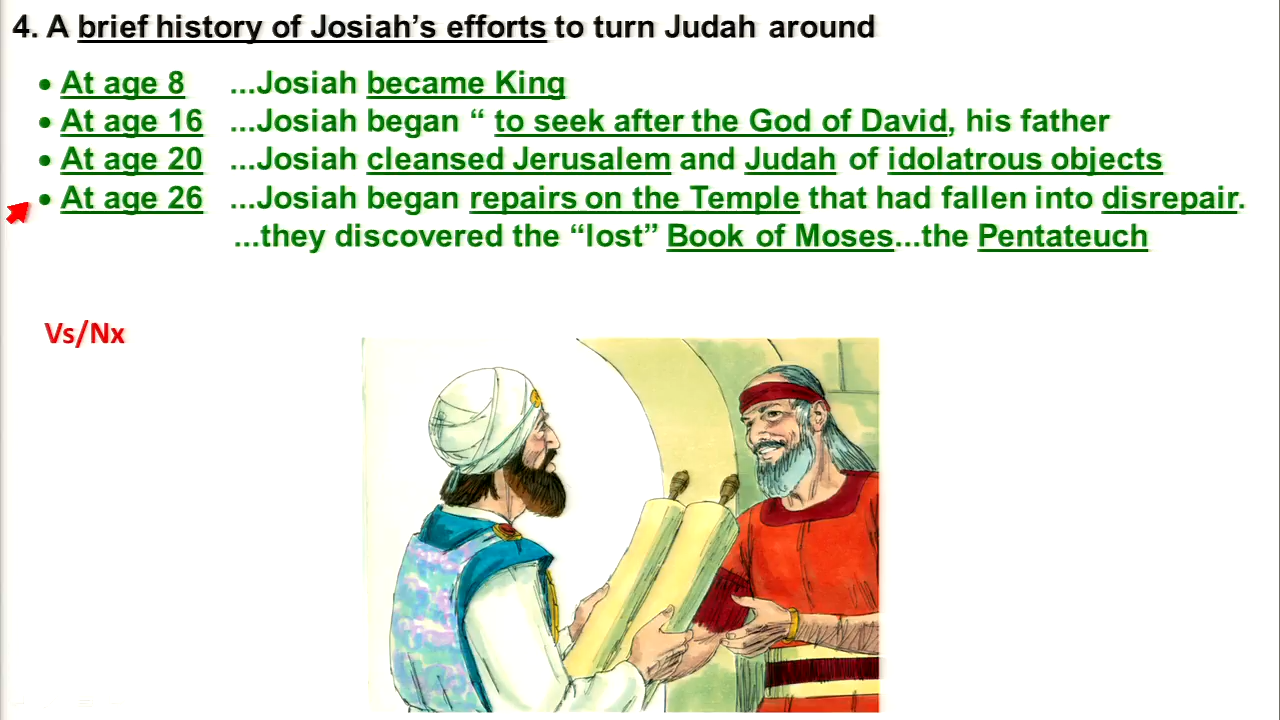 4. A brief history of Josiah’s efforts to turn Judah around
• At age 8 ...Josiah became King
• At age 16 ...Josiah began “ to seek after the God of David, his father
• At age 20 ...Josiah cleansed Jerusalem and Judah of idolatrous objects
• At age 26 ...Josiah began repairs on the Temple that had fallen into disrepair.
...they discovered the “lost” Book of Moses...the Pentateuch
Vs/Nx